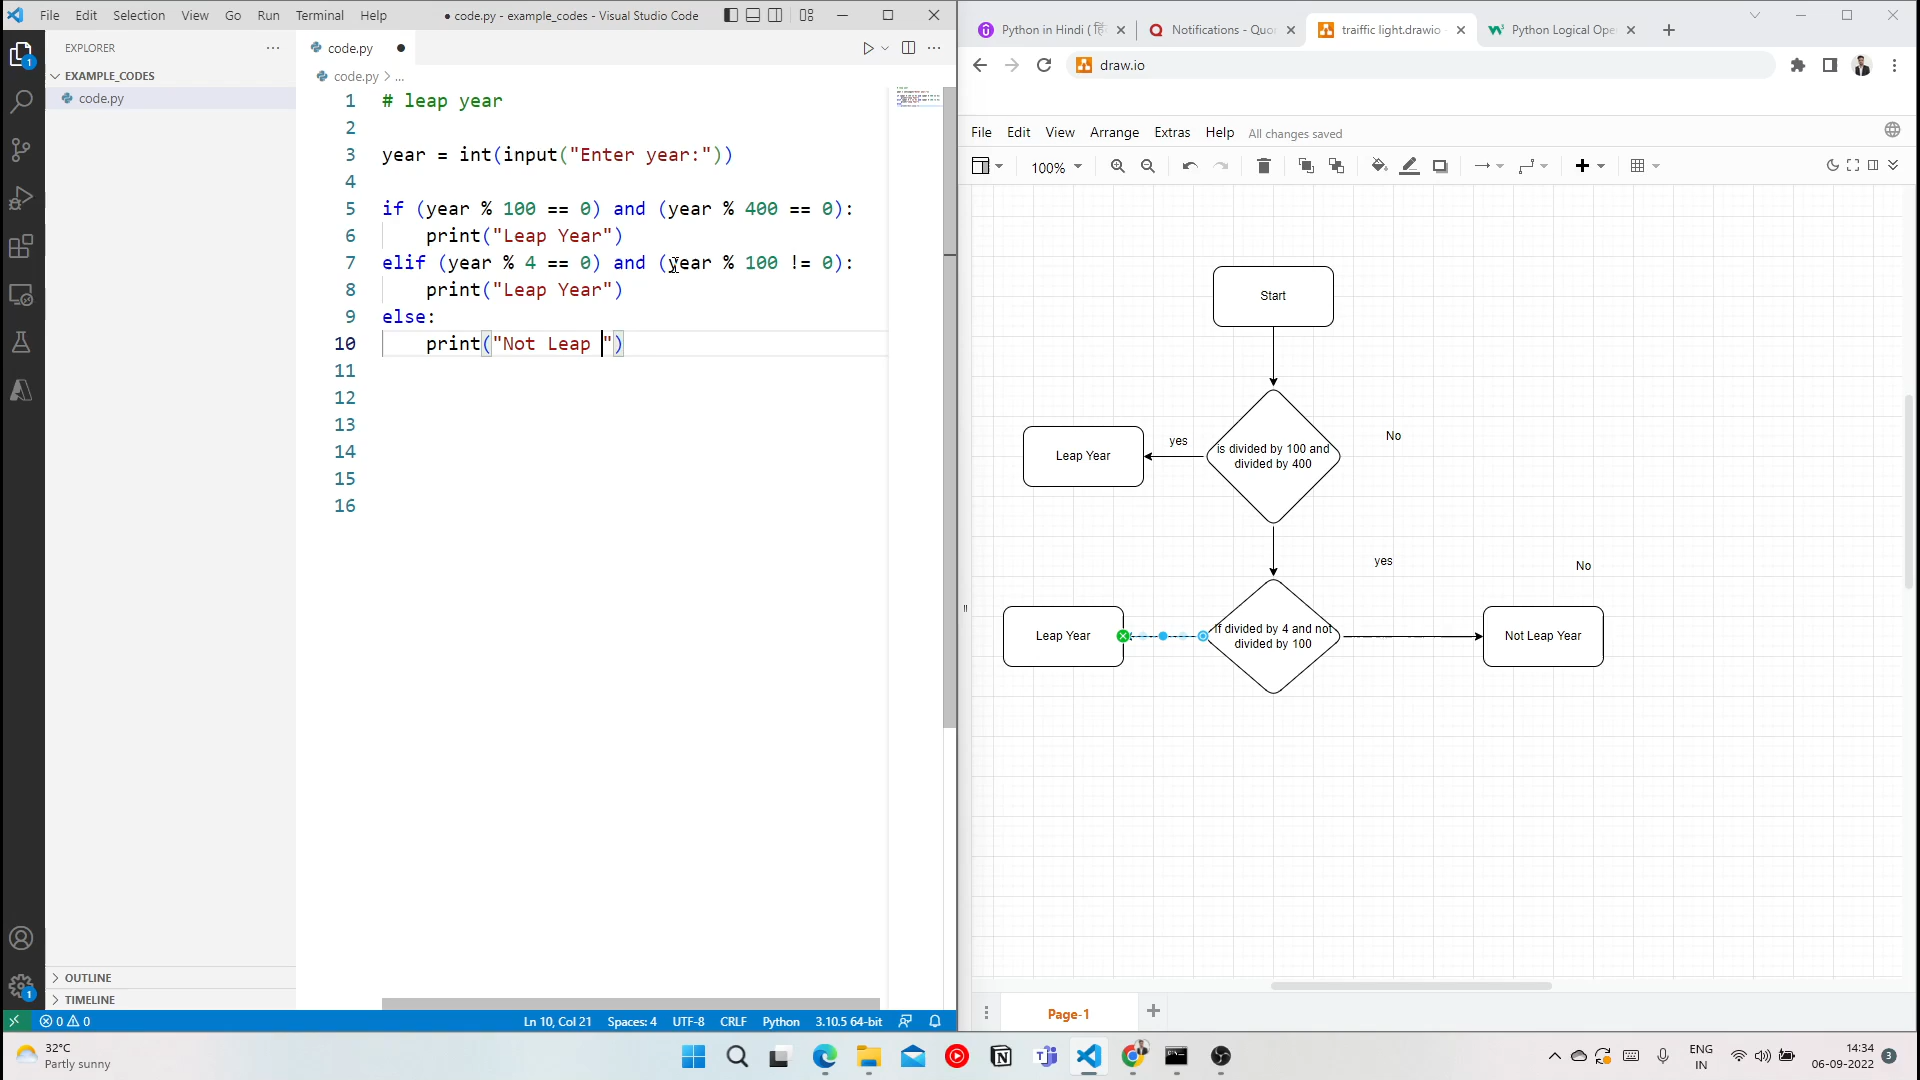 File Edit Selection View Go Run Terminal Help
● code.py - example_codes - Visual Studio Code
EXPLORER
EXAMPLE_CODES
code.py
OUTLINE
TIMELINE
code.py
code.py > ...
1 # leap year
2
3 year = int(input("Enter year:"))
4
5 if (year % 100 == 0) and (year % 400 == 0):
6 print("Leap Year")
7 elif (year % 4 == 0) and (year % 100 != 0):
8 print("Leap Year")
9 else:
10 print("Not Leap ")
11
12
13
14
15
16
0 0 Ln 10, Col 21 Spaces: 4 UTF-8 CRLF Python 3.10.5 64-bit
Notifications - Quo
traiffic light.drawio
Python Logical Ope
draw.io
File Edit View Arrange Extras Help All changes saved
100%
Start
is divided by 100 and
divided by 400
yes
No
Leap Year
If divided by 4 and not
divided by 100
yes
No
Leap Year
Not Leap Year
Page-1
32°C
Partly sunny
ENG
IN
14:34
06-09-2022
3